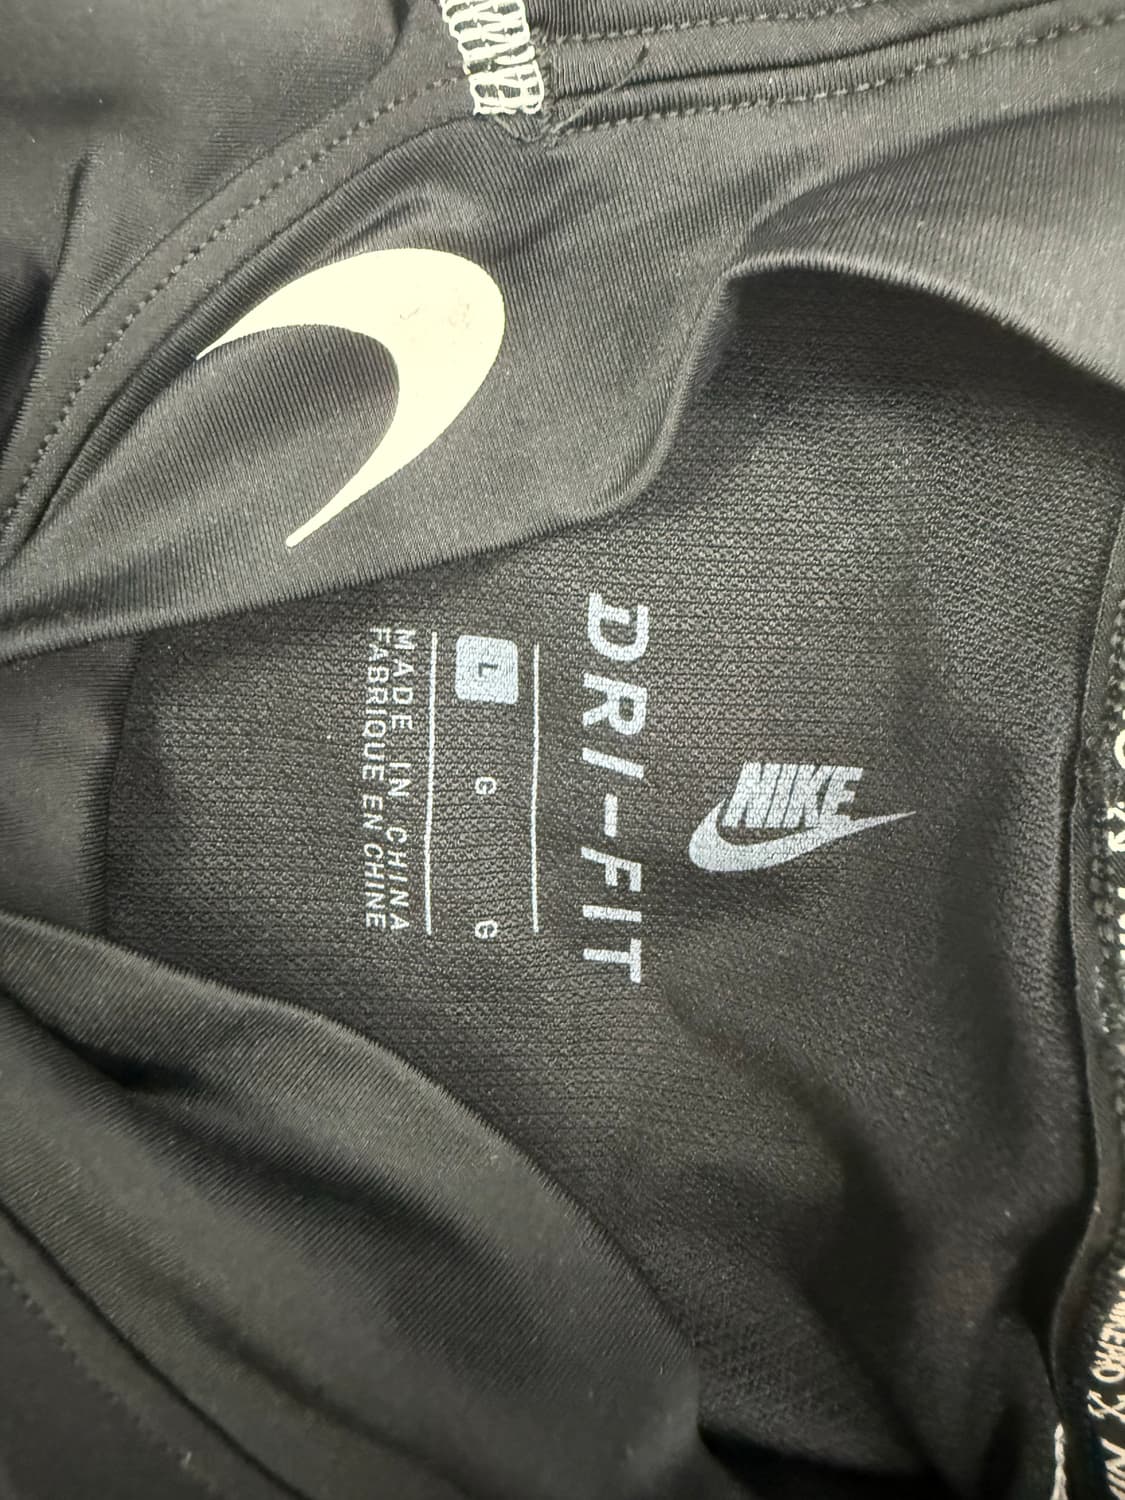 NIKE
DRI-FIT
L G G
MADE IN CHINA
FABRIQUE EN CHINE